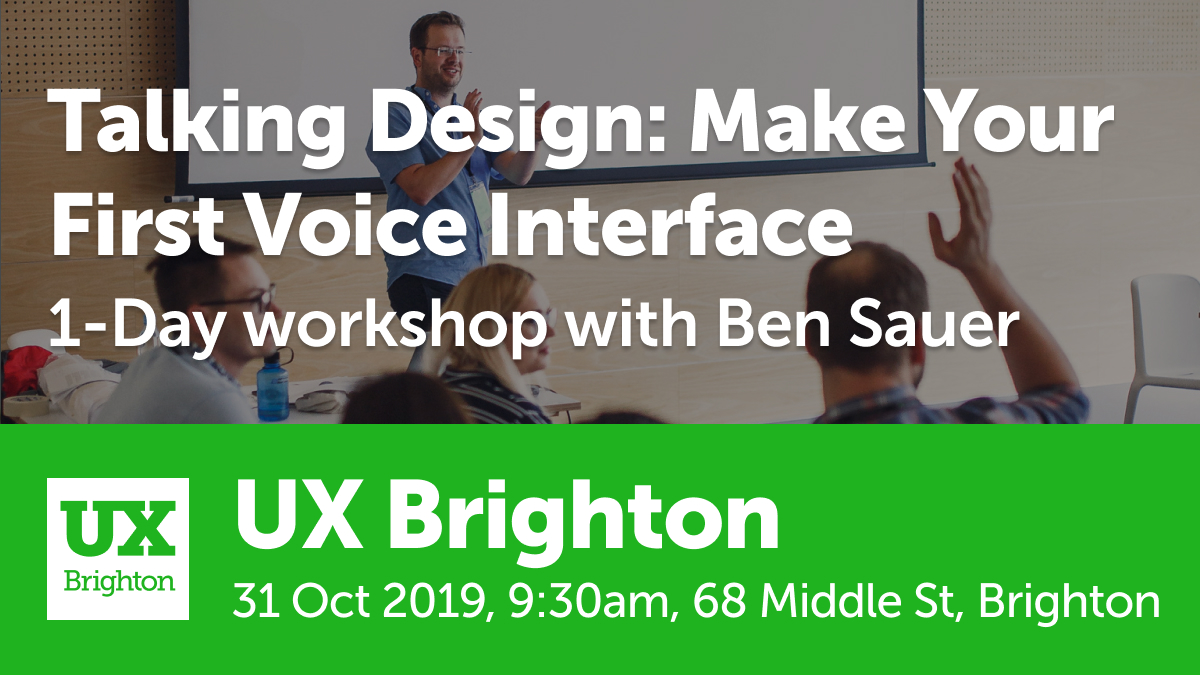 Talking Design: Make Your
First Voice Interface
1-Day workshop with Ben Sauer
UX
Brighton
UX Brighton
31 Oct 2019, 9:30am, 68 Middle St, Brighton